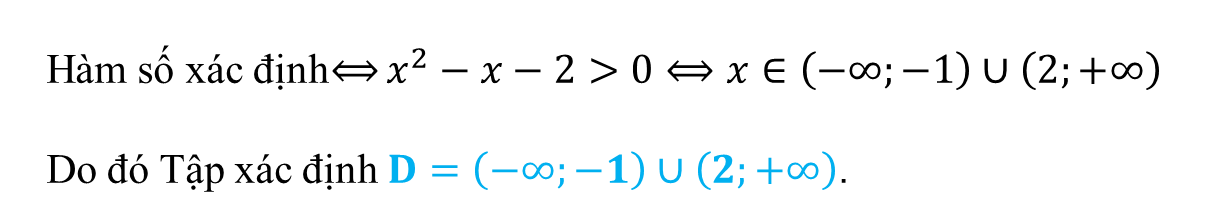 Hàm số xác định⟺ x² − x − 2 > 0 ⟺ x ∈ (−∞; −1) ∪ (2; +∞)
Do đó Tập xác định D = (−∞; −1) ∪ (2; +∞).